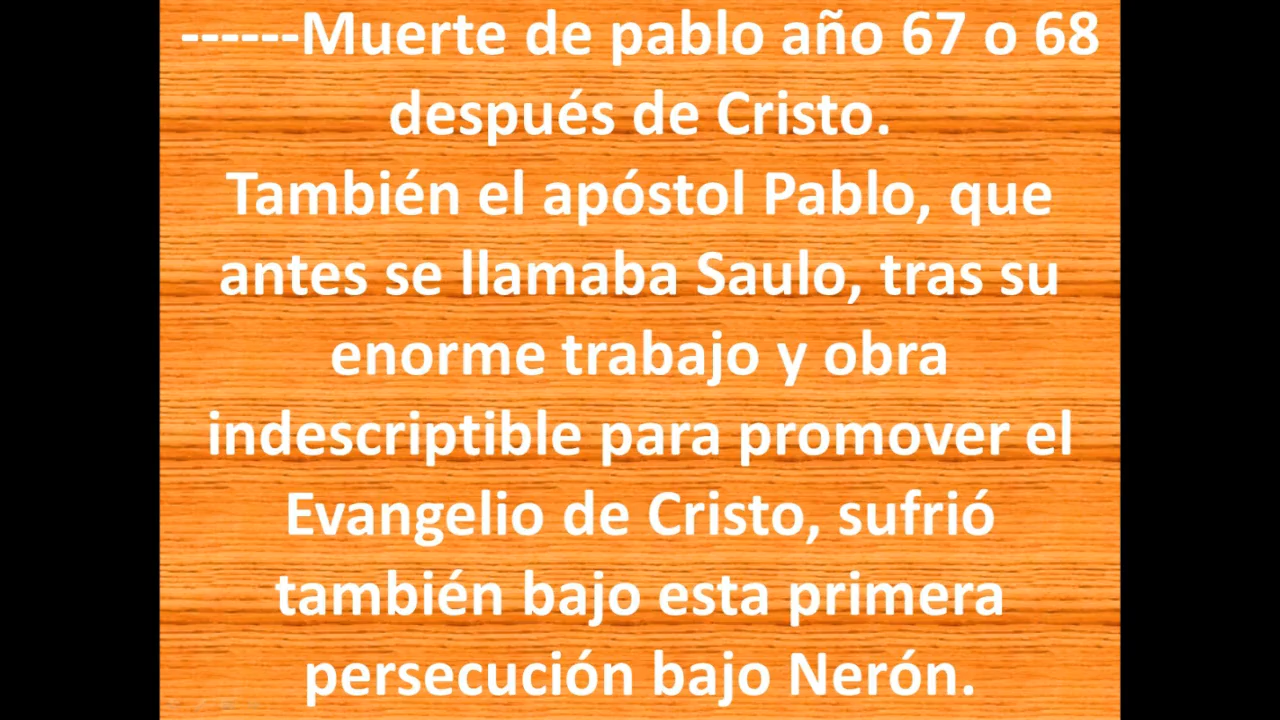 ------Muerte de pablo año 67 o 68
después de Cristo.
También el apóstol Pablo, que
antes se llamaba Saulo, tras su
enorme trabajo y obra
indescriptible para promover el
Evangelio de Cristo, sufrió
también bajo esta primera
persecución bajo Nerón.